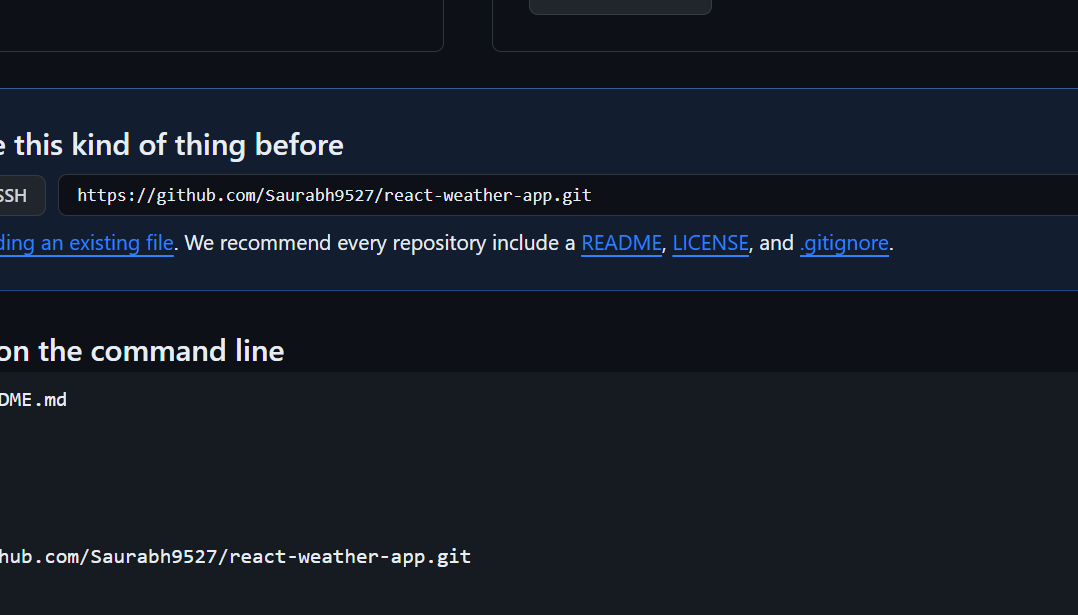 this kind of thing before
SSH
https://github.com/Saurabh9527/react-weather-app.git
an existing file. We recommend every repository include a README, LICENSE, and .gitignore.
on the command line
DME.md
hub.com/Saurabh9527/react-weather-app.git